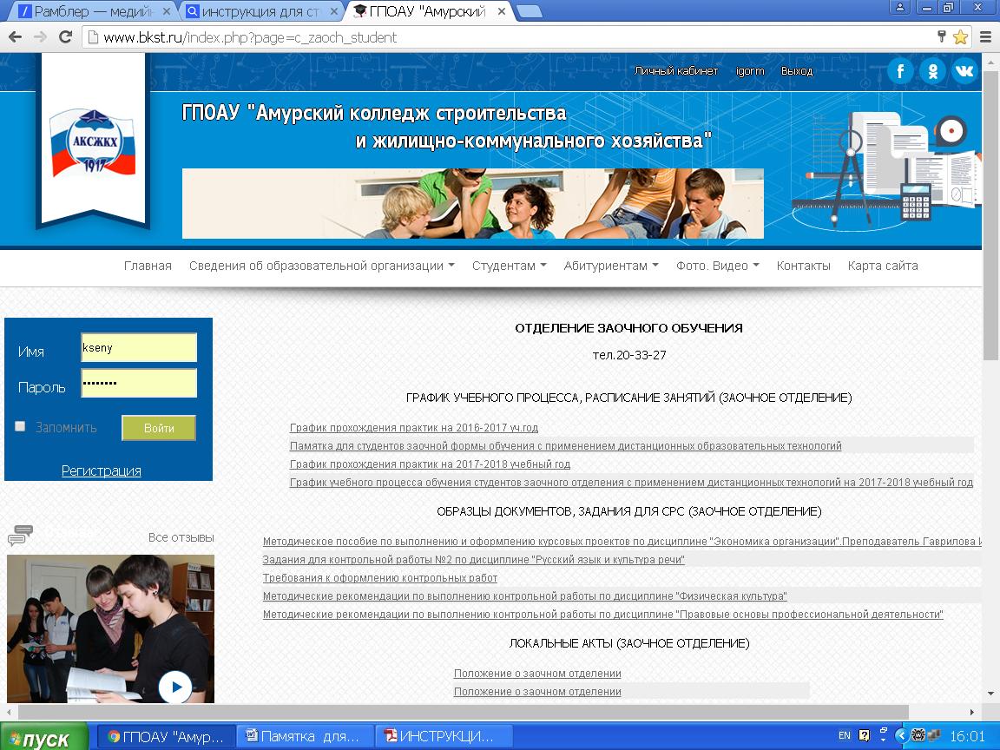 Рамблер — медийн
инструкция для ст
ГПОАУ "Амурский
www.bkst.ru/index.php?page=c_zaoch_student
Личный кабинет igorm Выход
ГПОАУ "Амурский колледж строительства
и жилищно-коммунального хозяйства"
АКСЖКХ
1917
Главная Сведения об образовательной организации Студентам Абитуриентам Фото. Видео Контакты Карта сайта
Имя kseny
Пароль ••••••••
Запомнить Войти
Регистрация
Все отзывы
ОТДЕЛЕНИЕ ЗАОЧНОГО ОБУЧЕНИЯ
тел.20-33-27
ГРАФИК УЧЕБНОГО ПРОЦЕССА, РАСПИСАНИЕ ЗАНЯТИЙ (ЗАОЧНОЕ ОТДЕЛЕНИЕ)
График прохождения практик на 2016-2017 уч.год
Памятка для студентов заочной формы обучения с применением дистанционных образовательных технологий
График прохождения практик на 2017-2018 учебный год
График учебного процесса обучения студентов заочного отделения с применением дистанционных технологий на 2017-2018 учебный год
ОБРАЗЦЫ ДОКУМЕНТОВ, ЗАДАНИЯ ДЛЯ СРС (ЗАОЧНОЕ ОТДЕЛЕНИЕ)
Методическое пособие по выполнению и оформлению курсовых проектов по дисциплине "Экономика организации".Преподаватель Гаврилова И
Задания для контрольной работы №2 по дисциплине "Русский язык и культура речи"
Требования к оформлению контрольных работ
Методические рекомендации по выполнению контрольной работы по дисциплине "Физическая культура"
Методические рекомендации по выполнению контрольной работы по дисциплине "Правовые основы профессиональной деятельности"
ЛОКАЛЬНЫЕ АКТЫ (ЗАОЧНОЕ ОТДЕЛЕНИЕ)
Положение о заочном отделении
Положение о заочном отделении
пуск ГПОАУ "Амур... Памятка для... ИНСТРУКЦИ... EN 16:01